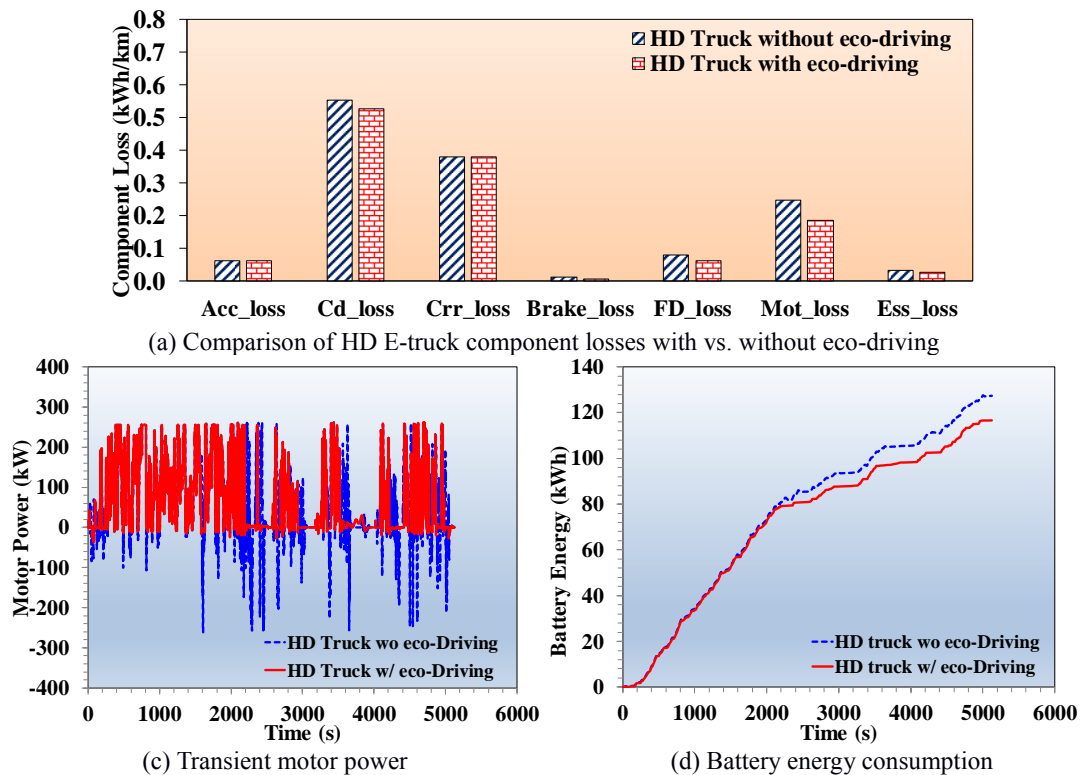 0.8
0.7
0.6
0.5
0.4
0.3
0.2
0.1
0.0
Component Loss (kWh/km)
HD Truck without eco-driving
HD Truck with eco-driving
Acc_loss Cd_loss Crr_loss Brake_loss FD_loss Mot_loss Ess_loss
(a) Comparison of HD E-truck component losses with vs. without eco-driving
400
300
200
100
0
-100
-200
-300
-400
Motor Power (kW)
HD Truck wo eco-Driving
HD Truck w/ eco-Driving
0 1000 2000 3000 4000 5000 6000
Time (s)
(c) Transient motor power
140
120
100
80
60
40
20
0
Battery Energy (kWh)
HD truck wo eco-Driving
HD truck w/ eco-Driving
0 1000 2000 3000 4000 5000 6000
Time (s)
(d) Battery energy consumption